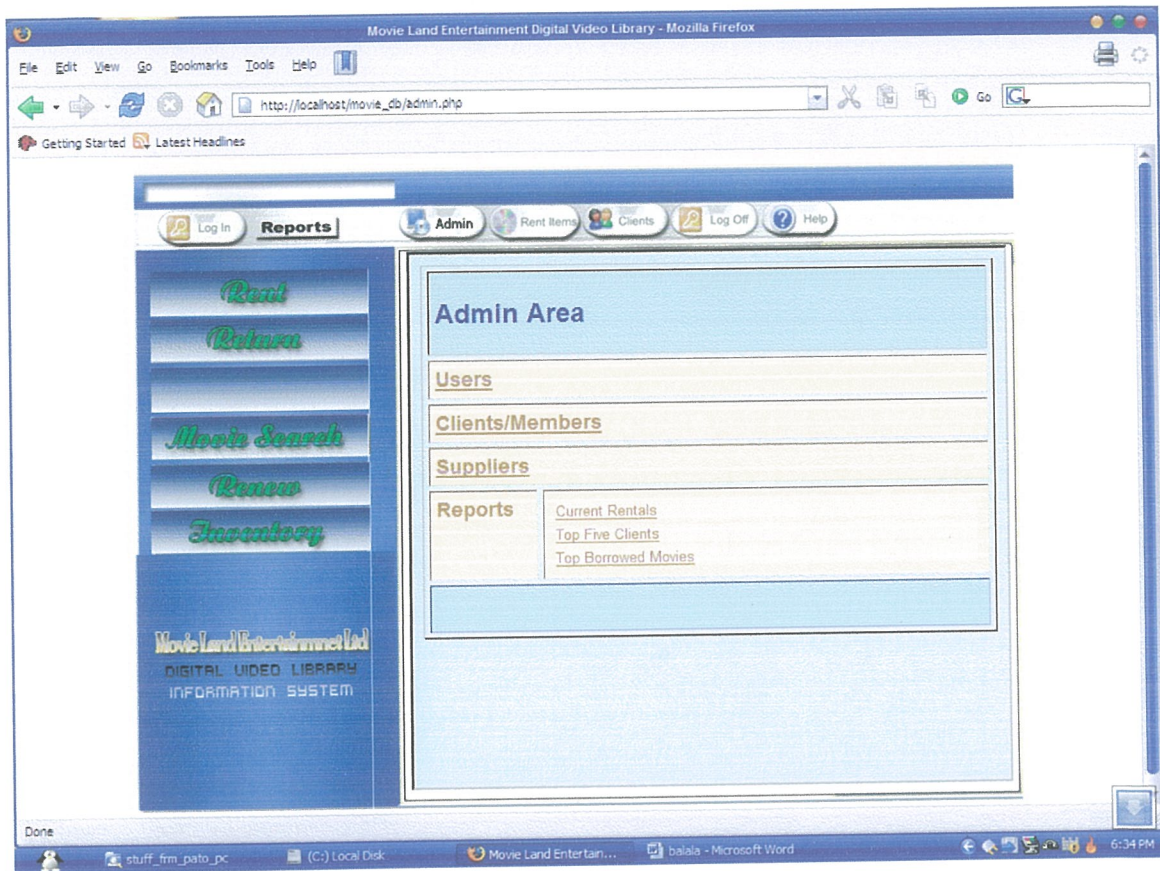 Movie Land Entertainment Digital Video Library - Mozilla Firefox
File Edit View Go Bookmarks Tools Help
http://localhost/movie_db/admin.php
Go
G
Getting Started Latest Headlines
Log In Reports Admin Rent Items Clients Log Off ? Help
Rent
Return
Movie Search
Renew
Inventory
Movie Land Entertainmnet Ltd
DIGITAL VIDEO LIBRARY
INFORMATION SYSTEM
Admin Area
Users
Clients/Members
Suppliers
Reports
Current Rentals
Top Five Clients
Top Borrowed Movies
Done
stuff_frm_pato_pc (C:) Local Disk Movie Land Entertain... balala - Microsoft Word 6:34 PM